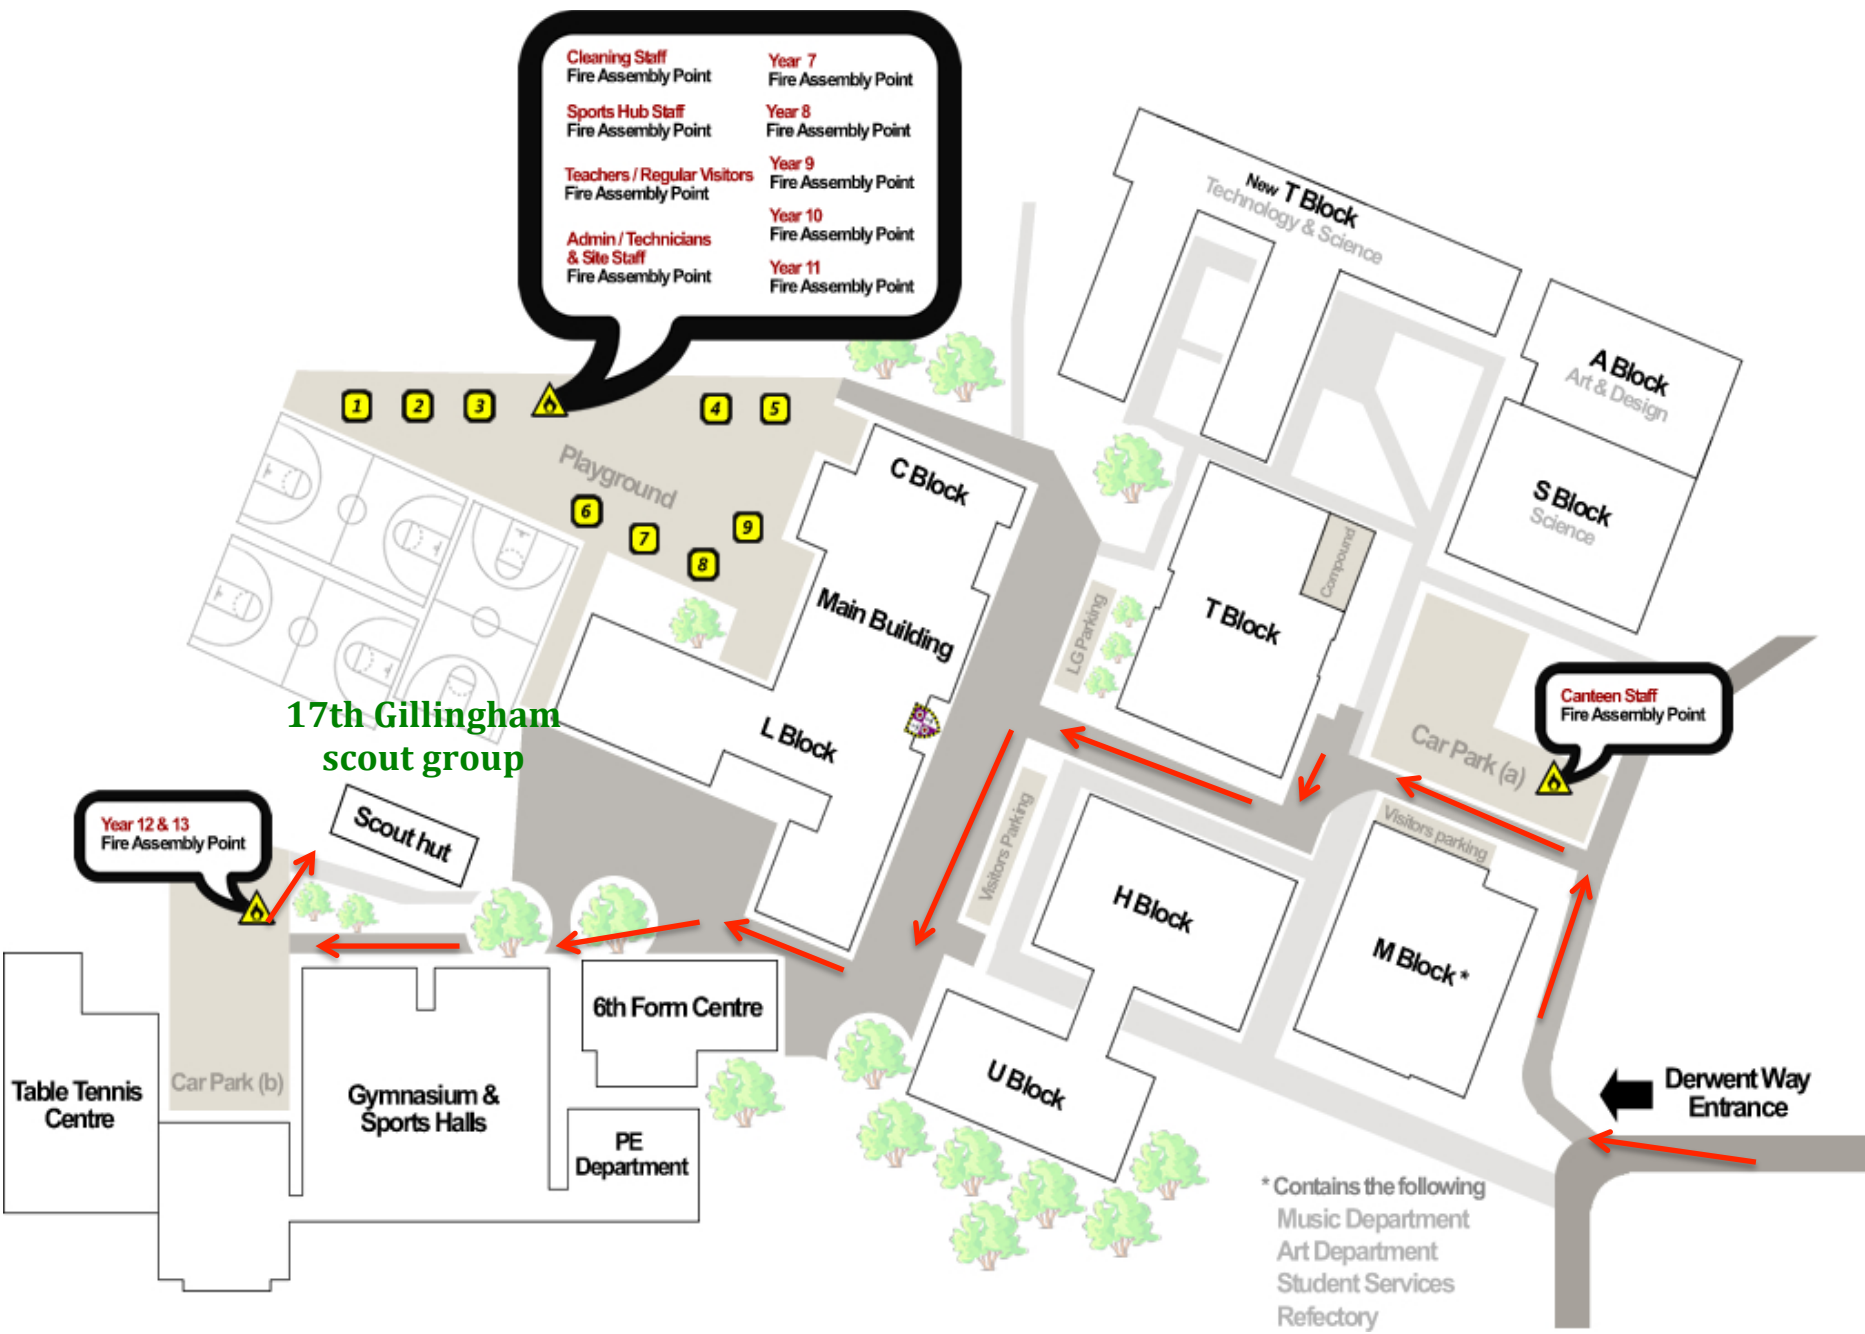 Cleaning Staff
Fire Assembly Point
Sports Hub Staff
Fire Assembly Point
Teachers / Regular Visitors
Fire Assembly Point
Admin / Technicians
& Site Staff
Fire Assembly Point
Year 7
Fire Assembly Point
Year 8
Fire Assembly Point
Year 9
Fire Assembly Point
Year 10
Fire Assembly Point
Year 11
Fire Assembly Point
New T Block
Technology & Science
A Block
Art & Design
S Block
Science
1
2
3
4
5
Playground
6
7
8
9
C Block
Main Building
L Block
Compound
T Block
LG Parking
Canteen Staff
Fire Assembly Point
Car Park (a)
17th Gillingham
scout group
Scout hut
Year 12 & 13
Fire Assembly Point
Visitors Parking
Visitors parking
H Block
M Block *
U Block
6th Form Centre
Table Tennis
Centre
Car Park (b)
Gymnasium &
Sports Halls
PE
Department
Derwent Way
Entrance
* Contains the following
Music Department
Art Department
Student Services
Refectory